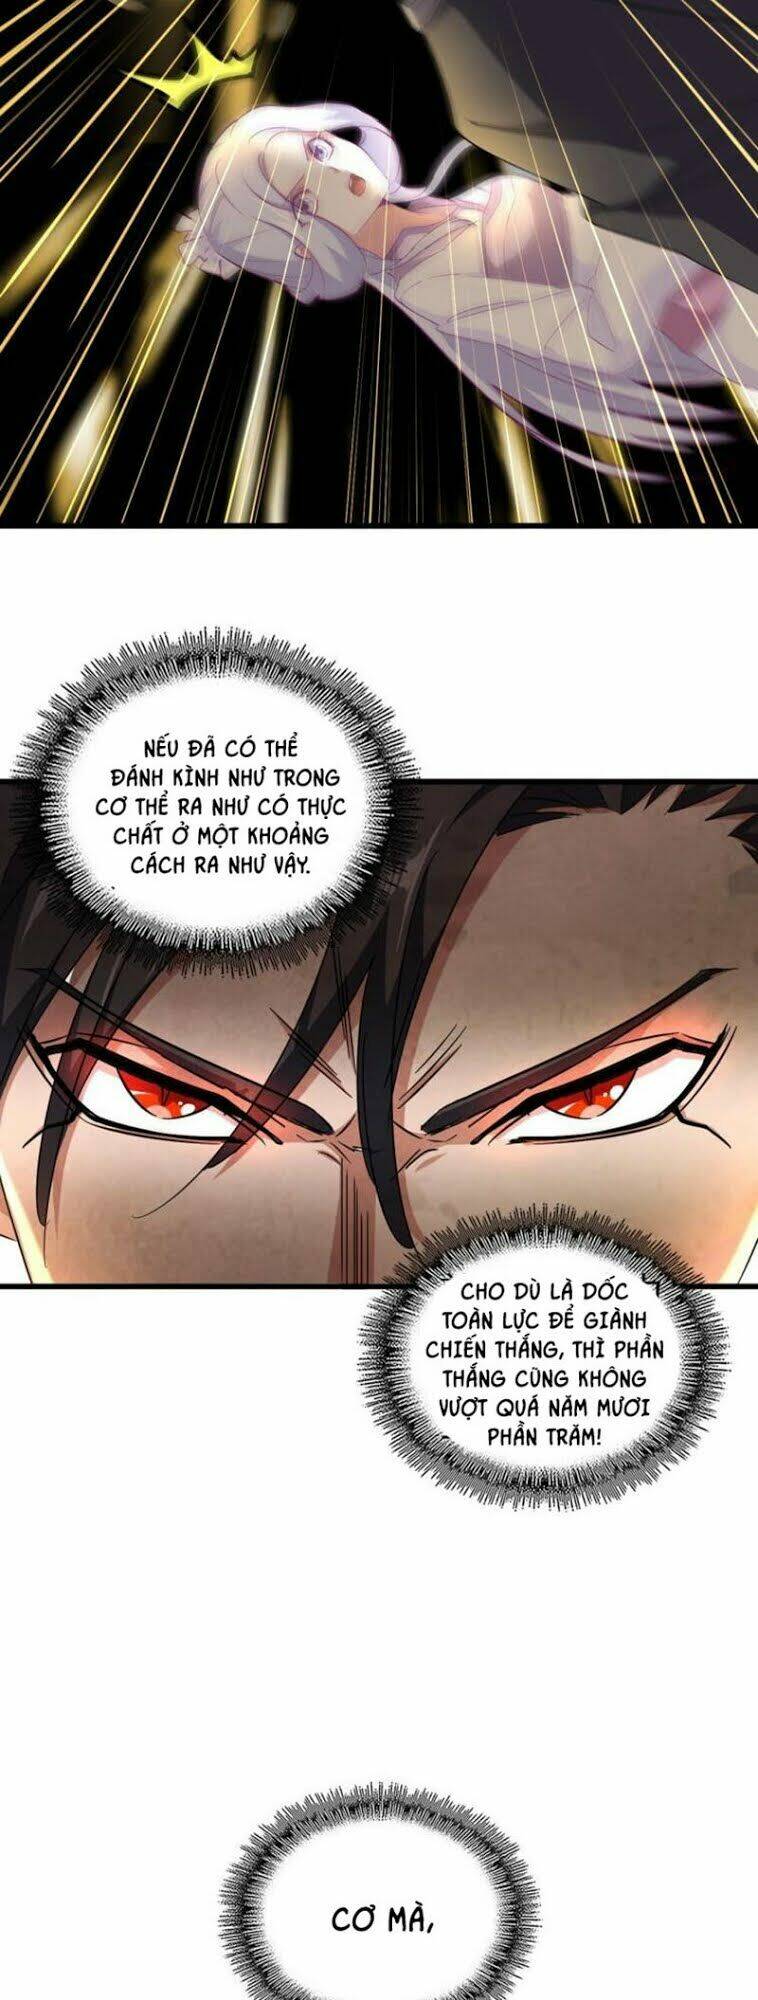 NẾU ĐÃ CÓ THỂ
ĐÁNH KÌNH NHƯ TRONG
CƠ THỂ RA NHƯ CÓ THỰC
CHẤT Ở MỘT KHOẢNG
CÁCH RA NHƯ VẬY.
CHO DÙ LÀ DỐC
TOÀN LỰC ĐỂ GIÀNH
CHIẾN THẮNG, THÌ PHẦN
THẮNG CŨNG KHÔNG
VƯỢT QUÁ NĂM MƯƠI
PHẦN TRĂM!
CƠ MÀ,